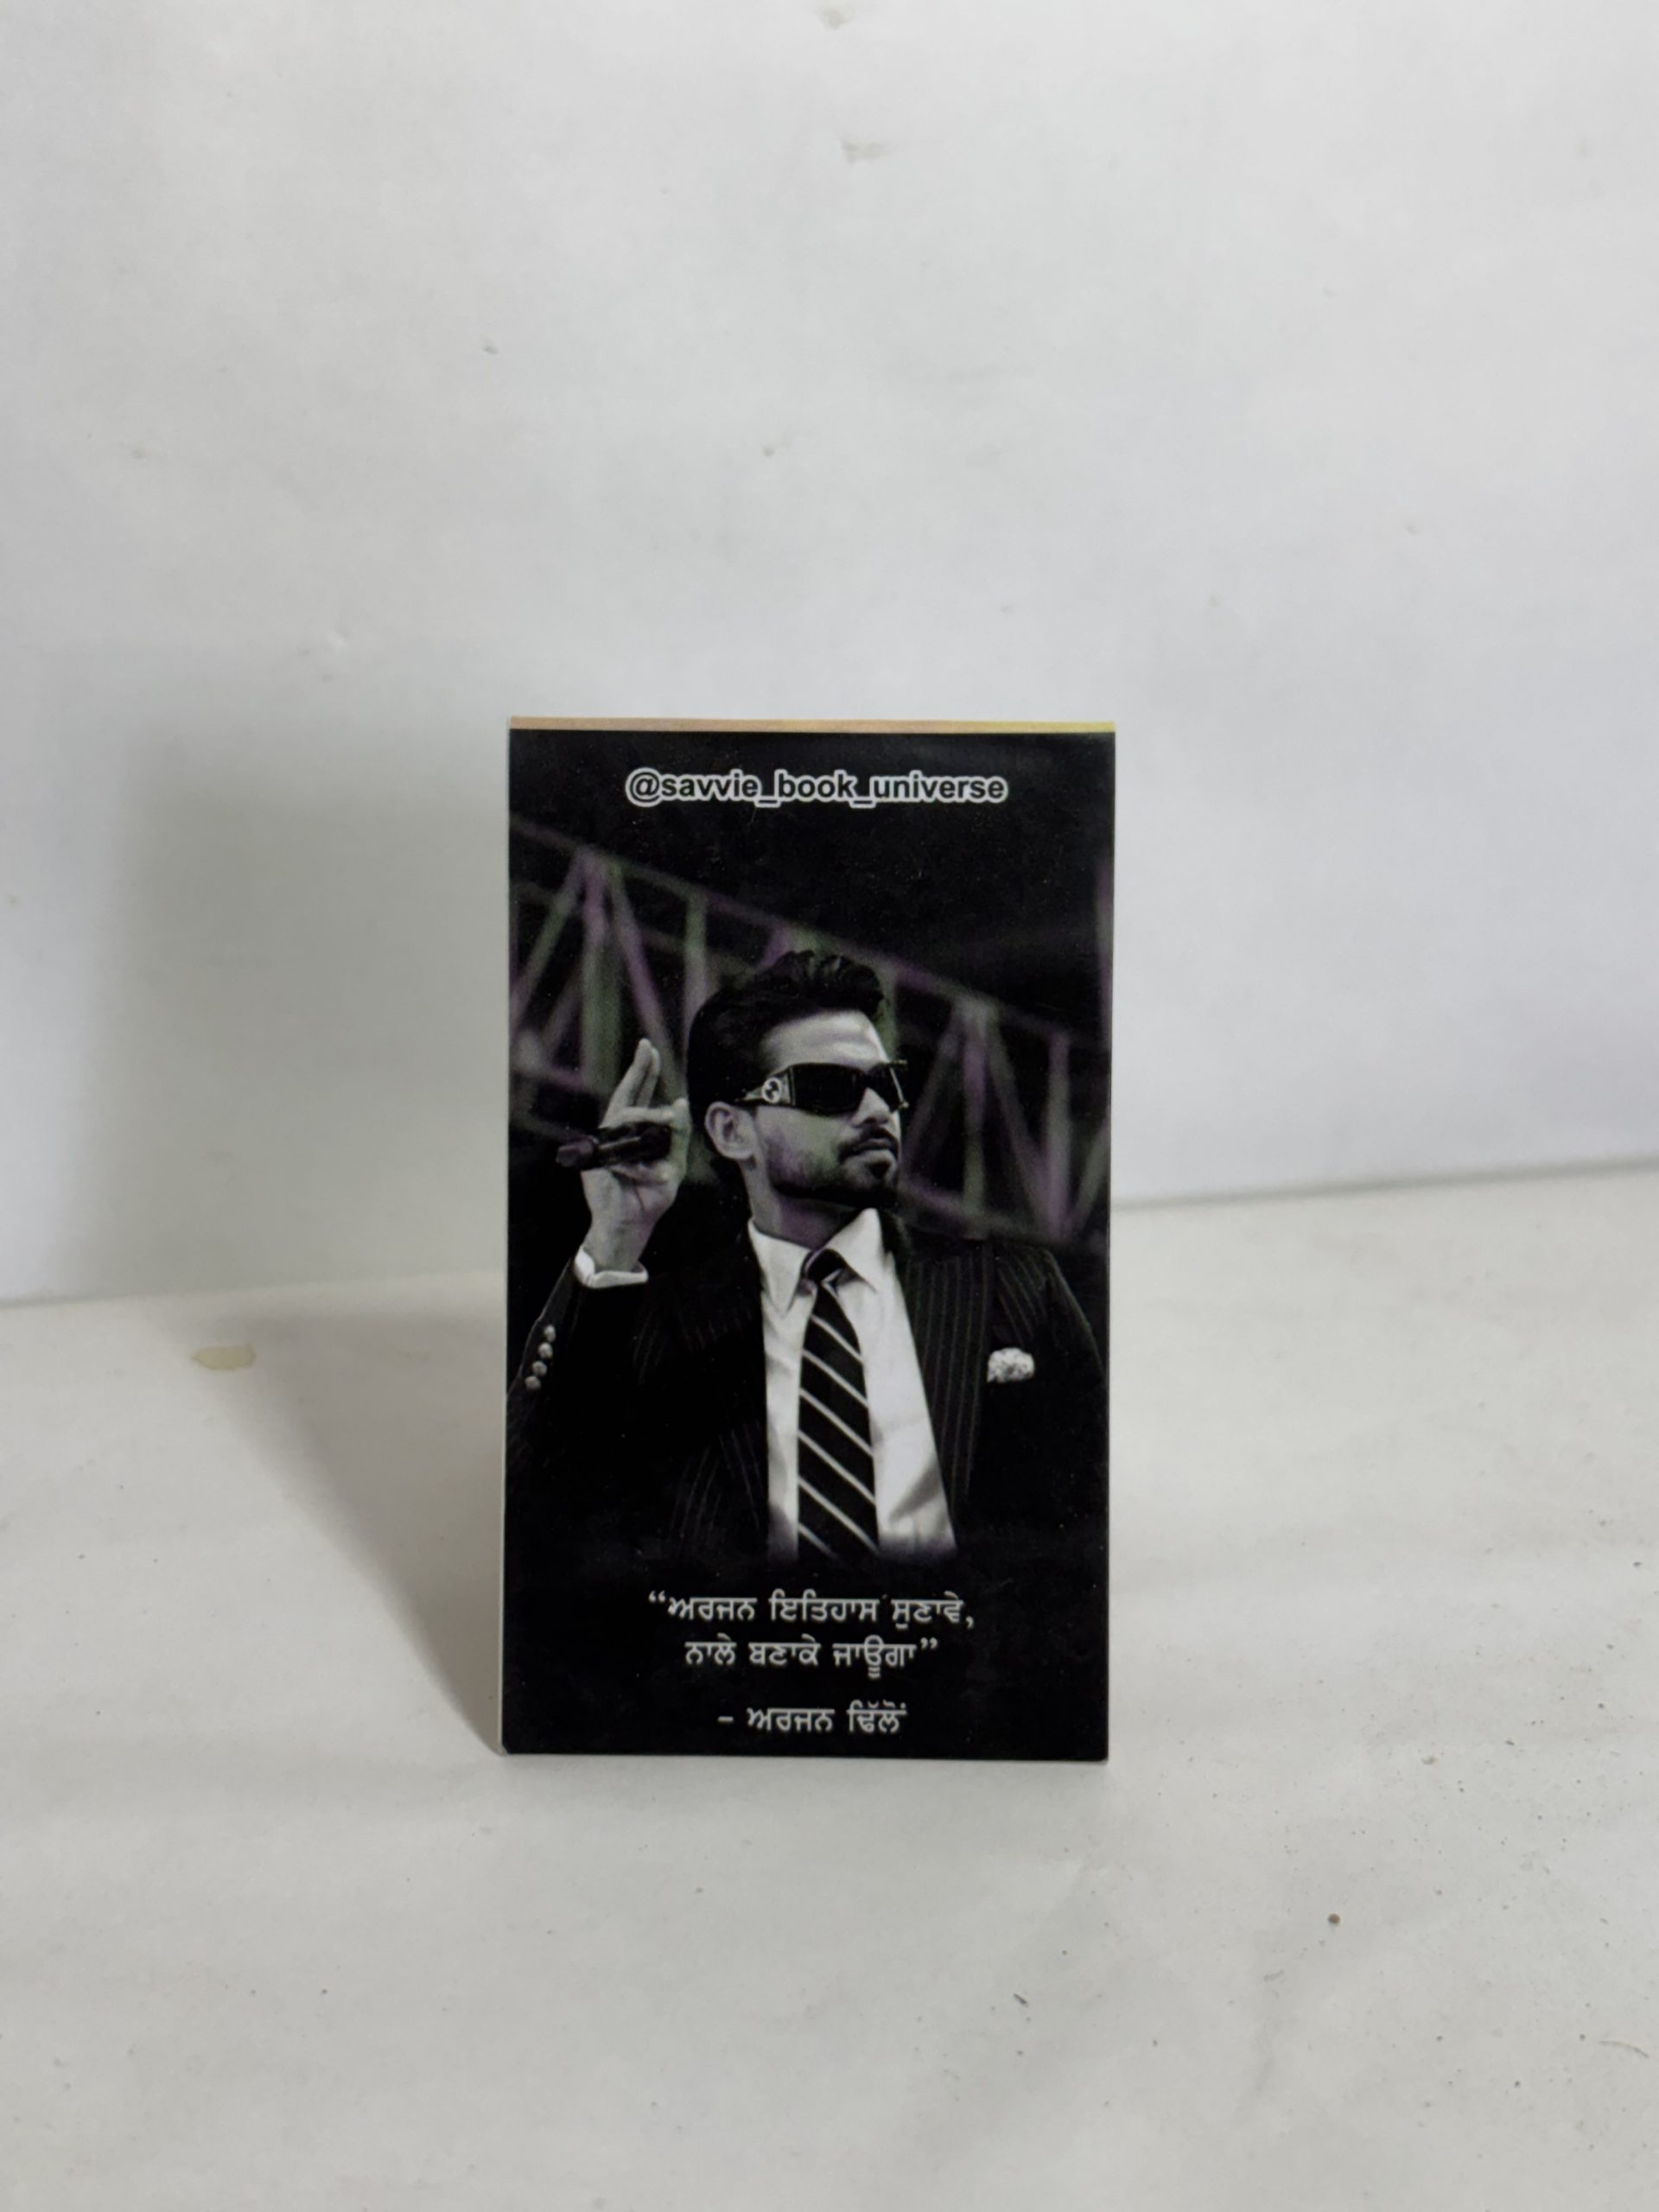 @savvie_book_universe
“ਅਰਜਨ ਇਤਿਹਾਸ ਸੁਣਾਵੇ,
ਨਾਲੇ ਬਣਾਕੇ ਜਾਊਗਾ”
– ਅਰਜਨ ਢਿੱਲੋਂ